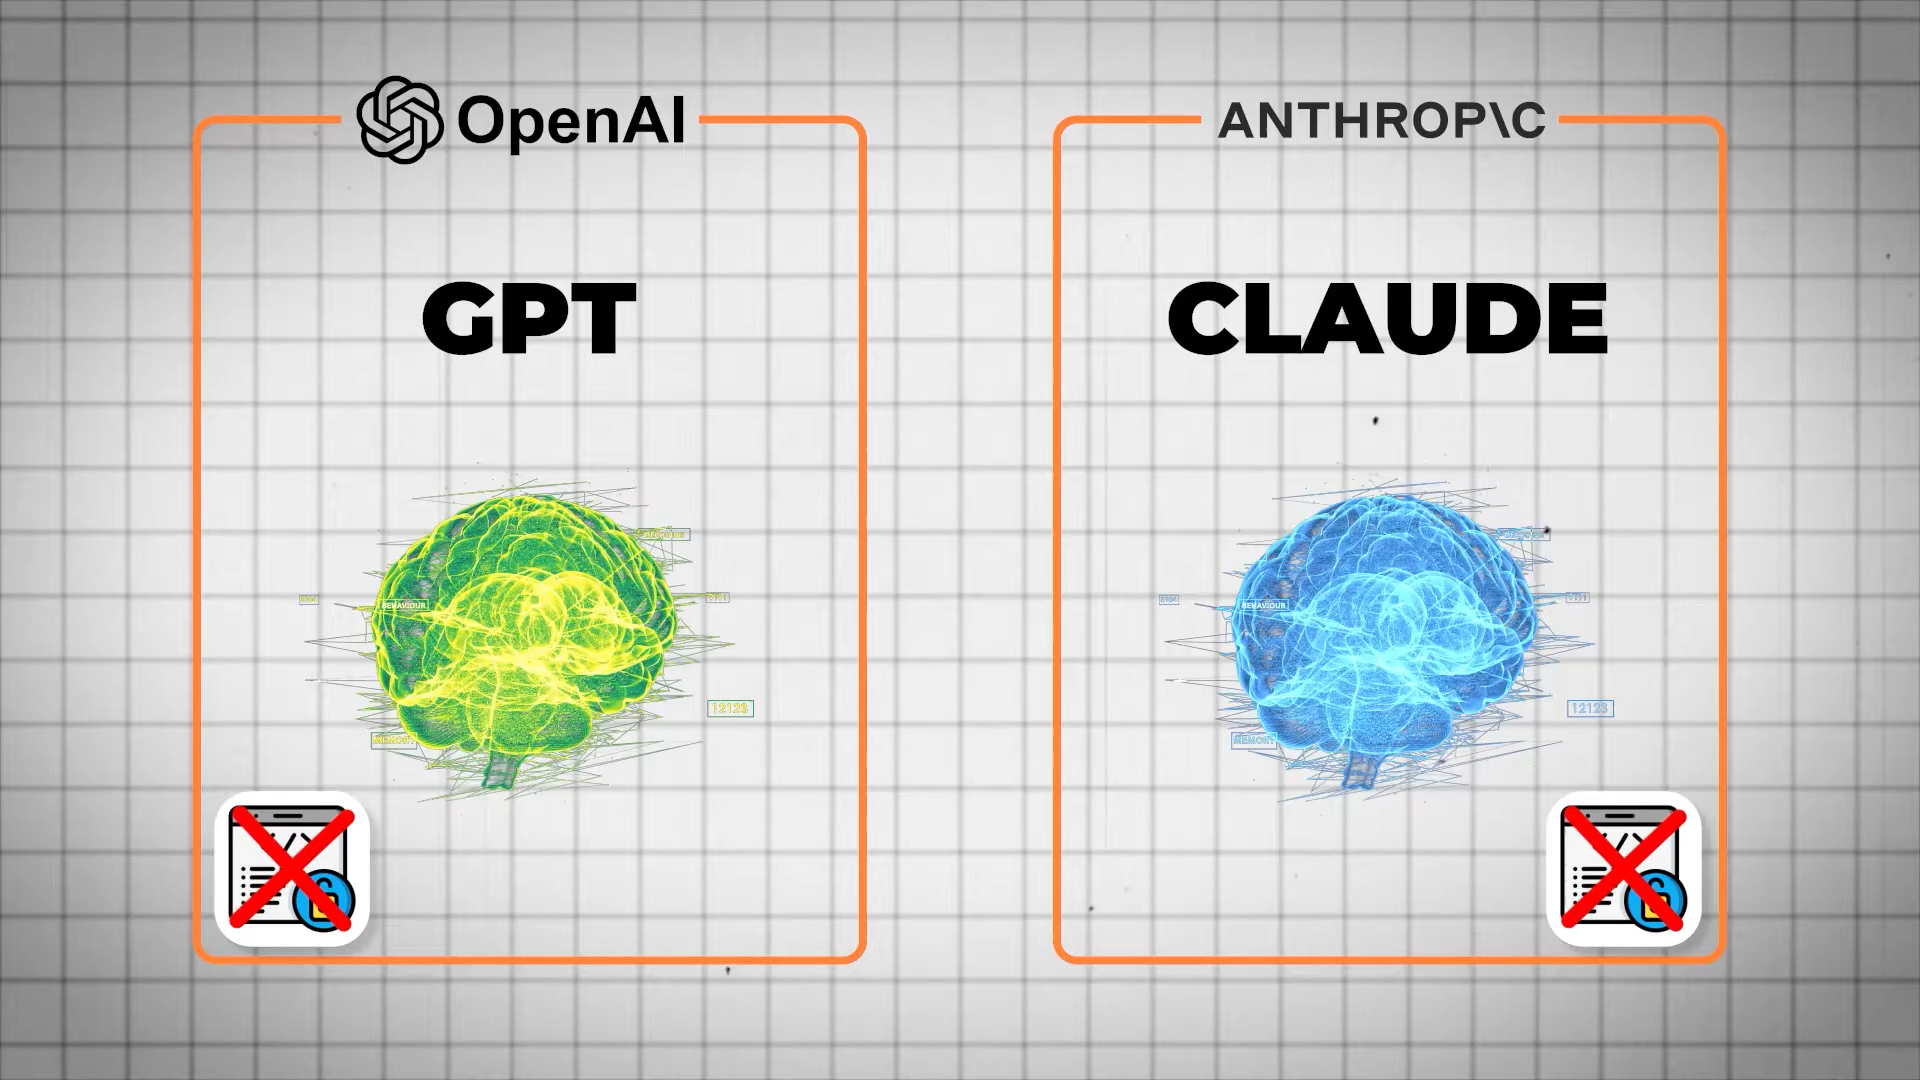 OpenAI
ANTHROP\C
GPT
CLAUDE
BEHAVIOUR
12123
MEMORY
BEHAVIOUR
12123
MEMORY